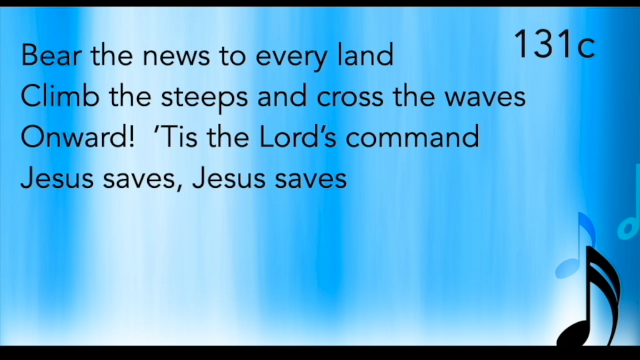 131c
Bear the news to every land
Climb the steeps and cross the waves
Onward!  ’Tis the Lord’s command
Jesus saves, Jesus saves